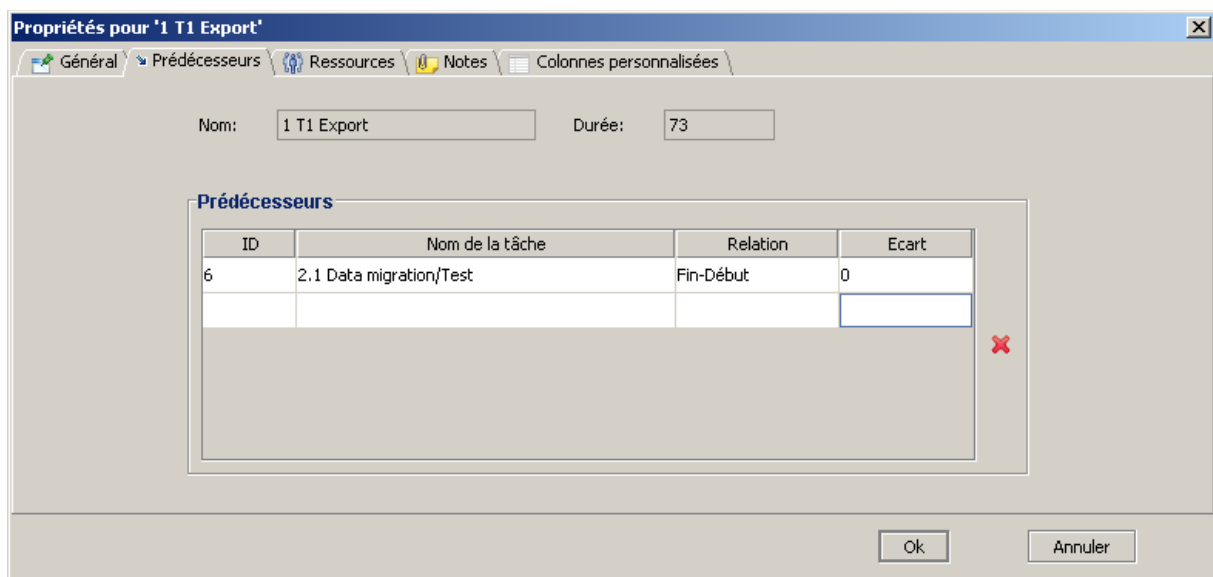 Propriétés pour '1 T1 Export'
Général Prédécesseurs Ressources Notes Colonnes personnalisées
Nom: 1 T1 Export Durée: 73
Prédécesseurs
ID Nom de la tâche Relation Ecart
6 2.1 Data migration/Test Fin-Début 0
Ok Annuler